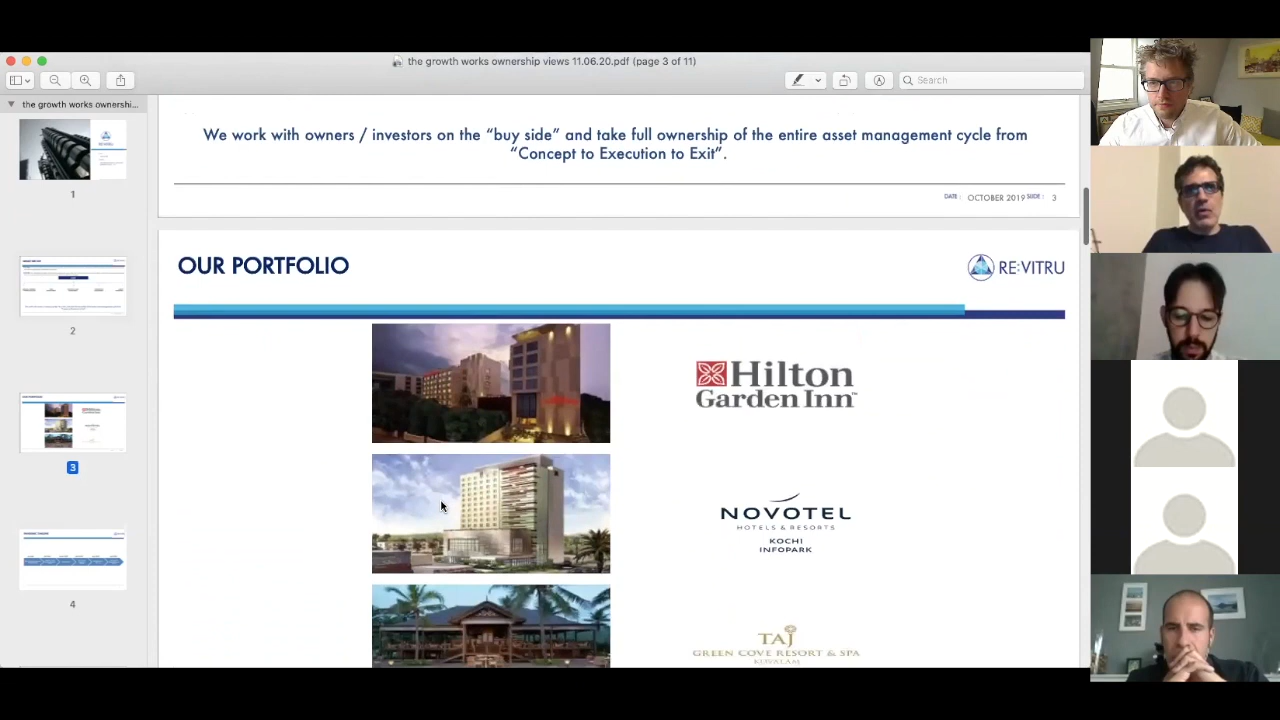 the growth works ownership views 11.06.20.pdf (page 3 of 11)
Search
the growth works ownershi...
1
2
3
4
We work with owners / investors on the “buy side” and take full ownership of the entire asset management cycle from
“Concept to Execution to Exit”.
DATE : OCTOBER 2019 SLIDE : 3
OUR PORTFOLIO
RE:VITRU
Hilton
Garden Inn™
NOVOTEL
HOTELS & RESORTS
KOCHI
INFOPARK
TAJ
GREEN COVE RESORT & SPA
KOVALAM